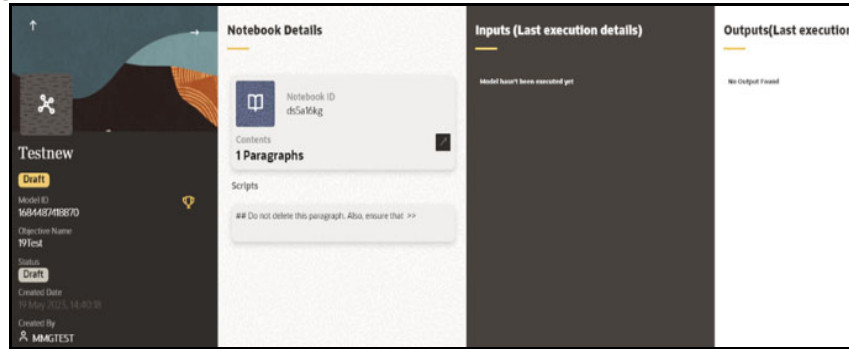 Testnew
Draft
Model ID
1684487418870
Objective Name
19Test
Status
Draft
Created Date
19 May 2023, 14:40:18
Created By
MMGTEST
Notebook Details
Notebook ID
ds5a16kg
Contents
1 Paragraphs
Scripts
## Do not delete this paragraph. Also, ensure that >>
Inputs (Last execution details)
Model hasn't been executed yet
Outputs(Last execution
No Output Found